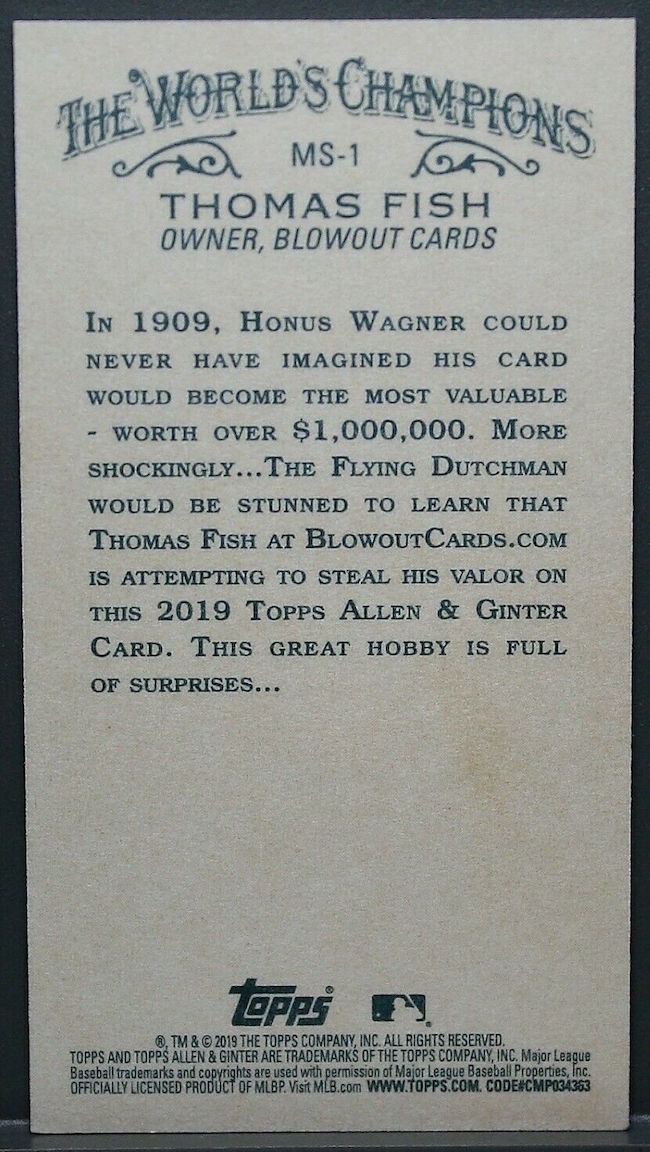 THE WORLD'S CHAMPIONS
MS-1
THOMAS FISH
OWNER, BLOWOUT CARDS
IN 1909, HONUS WAGNER COULD
NEVER HAVE IMAGINED HIS CARD
WOULD BECOME THE MOST VALUABLE
- WORTH OVER $1,000,000. MORE
SHOCKINGLY...THE FLYING DUTCHMAN
WOULD BE STUNNED TO LEARN THAT
THOMAS FISH AT BLOWOUTCARDS.COM
IS ATTEMPTING TO STEAL HIS VALOR ON
THIS 2019 TOPPS ALLEN & GINTER
CARD. THIS GREAT HOBBY IS FULL
OF SURPRISES...
Topps®
®, TM & © 2019 THE TOPPS COMPANY, INC. ALL RIGHTS RESERVED.
TOPPS AND TOPPS ALLEN & GINTER ARE TRADEMARKS OF THE TOPPS COMPANY, INC. Major League
Baseball trademarks and copyrights are used with permission of Major League Baseball Properties, Inc.
OFFICIALLY LICENSED PRODUCT OF MLBP. Visit MLB.com WWW.TOPPS.COM. CODE#CMP034363